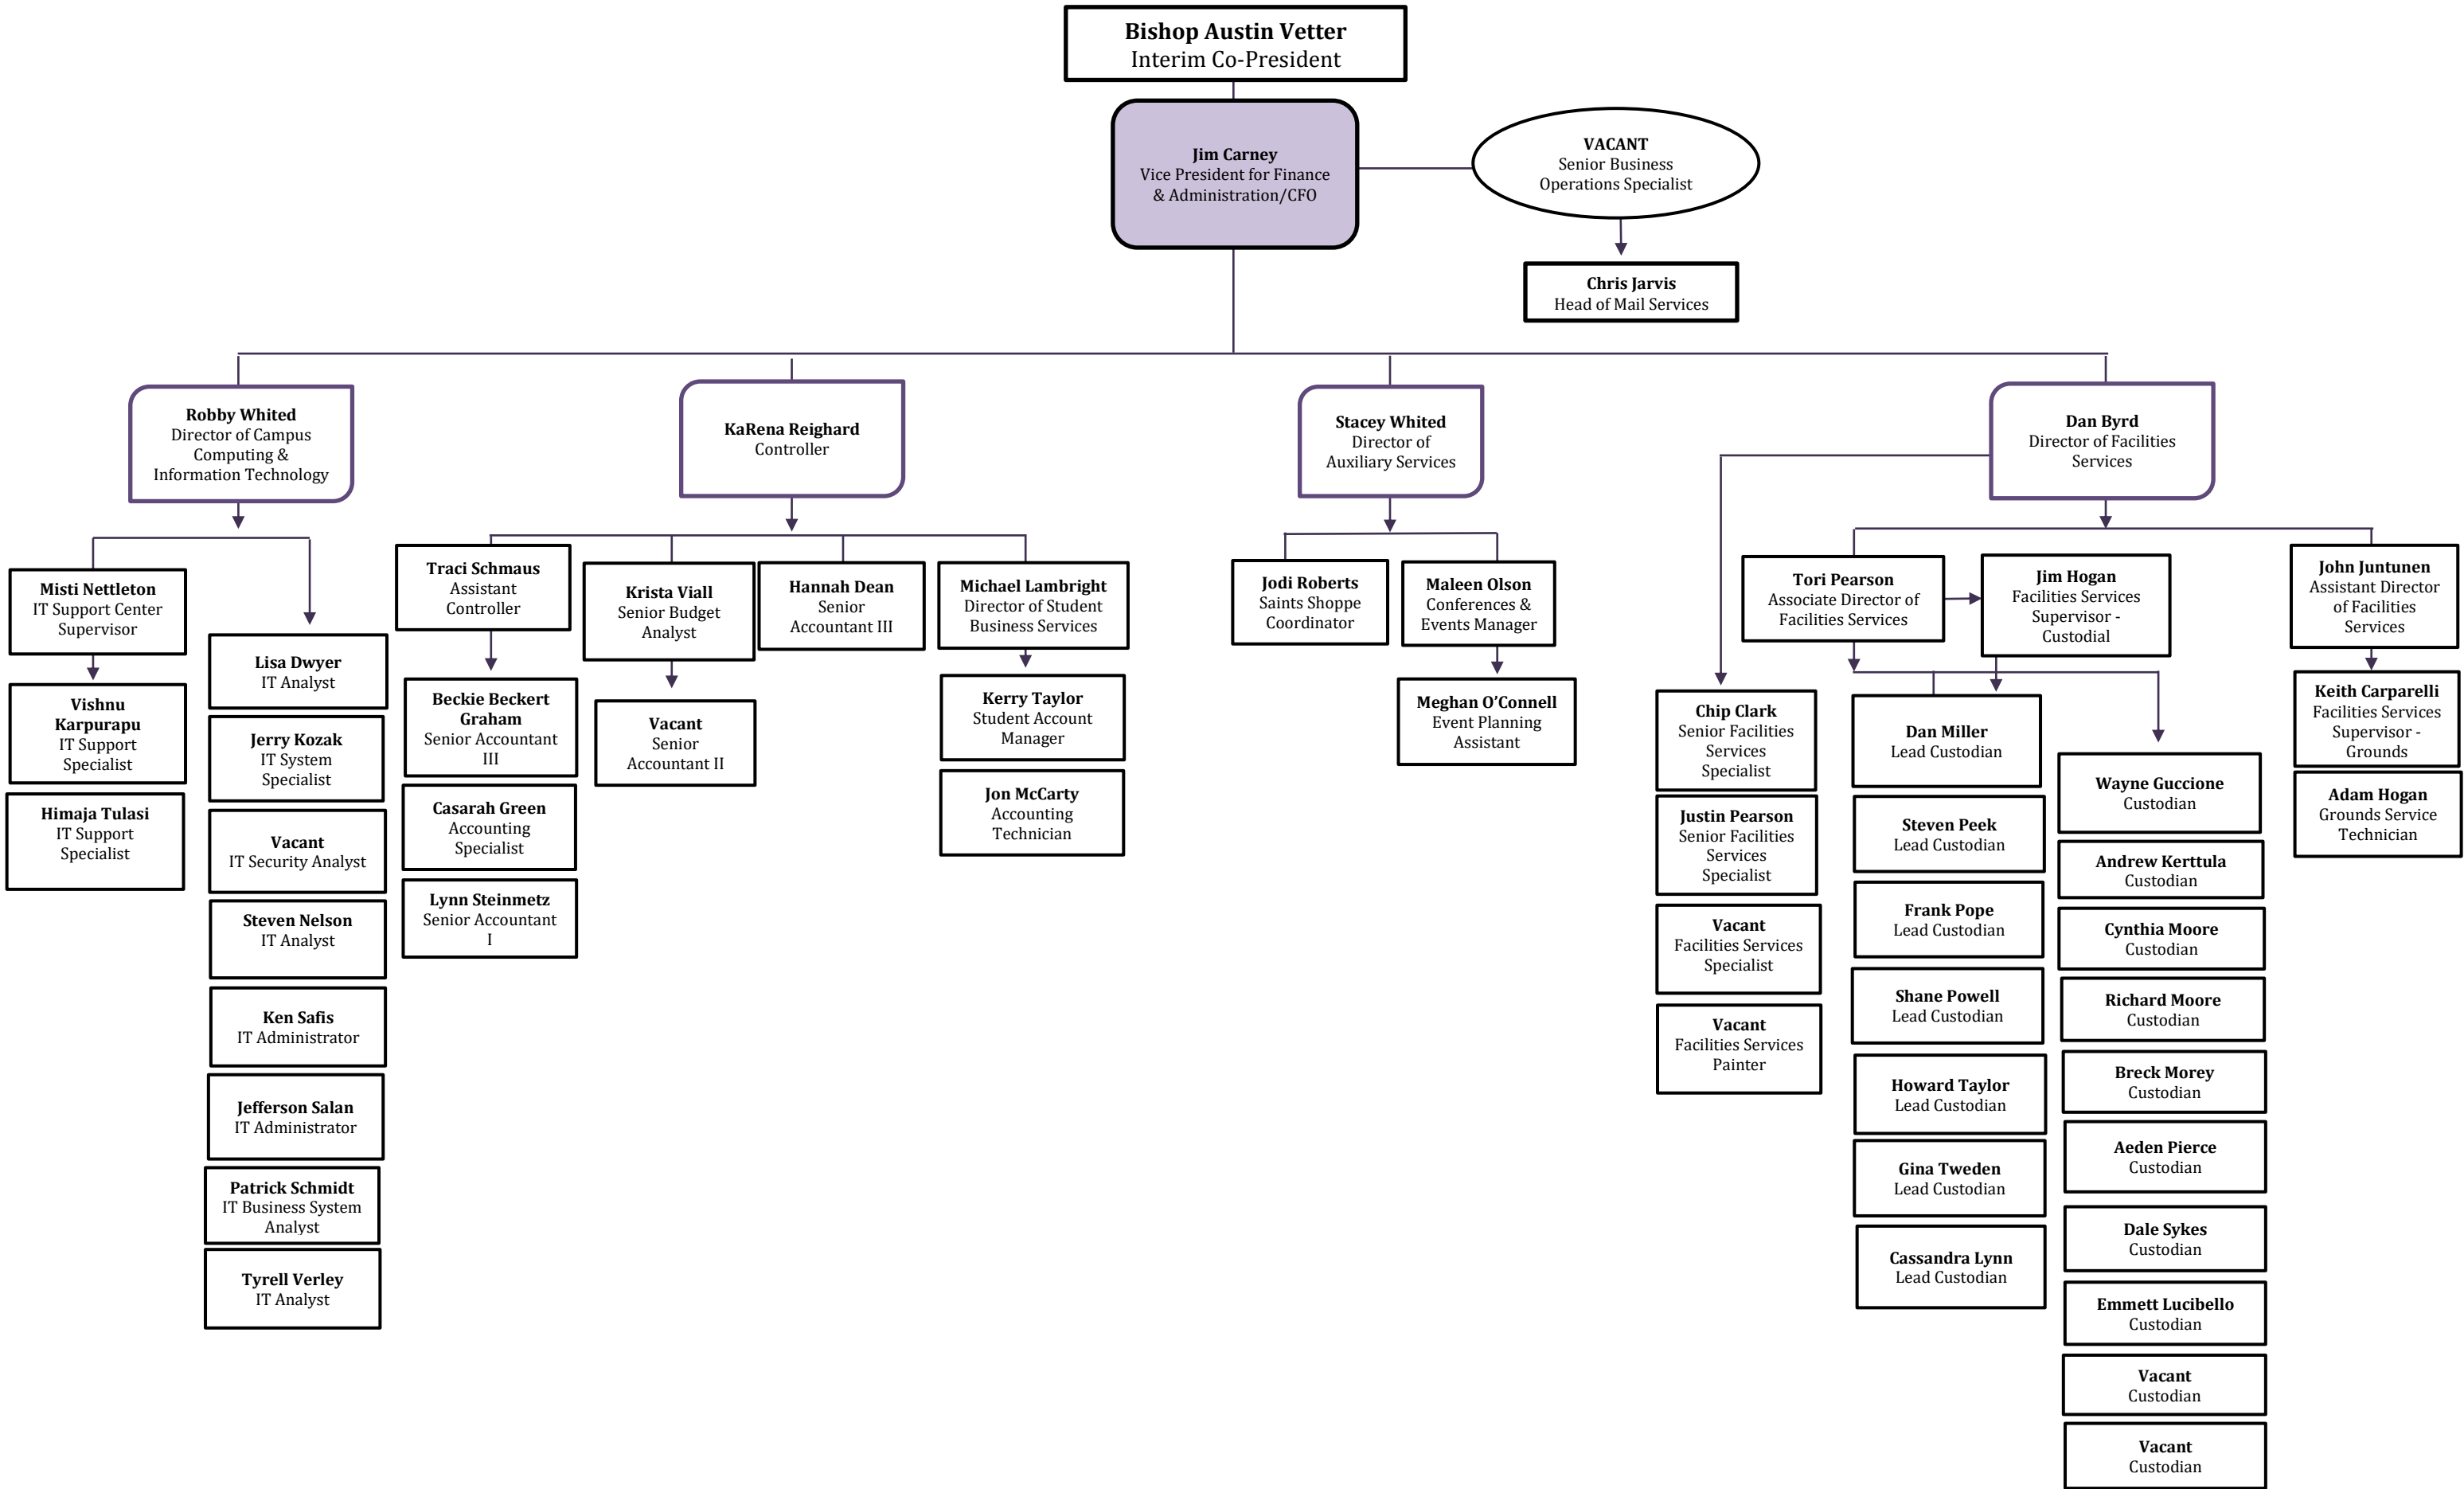 Bishop Austin Vetter
Interim Co-President
Jim Carney
Vice President for Finance
& Administration/CFO
VACANT
Senior Business
Operations Specialist
Chris Jarvis
Head of Mail Services
Robby Whited
Director of Campus
Computing &
Information Technology
KaRena Reighard
Controller
Stacey Whited
Director of
Auxiliary Services
Dan Byrd
Director of Facilities
Services
Misti Nettleton
IT Support Center
Supervisor
Vishnu
Karpurapu
IT Support
Specialist
Himaja Tulasi
IT Support
Specialist
Lisa Dwyer
IT Analyst
Jerry Kozak
IT System
Specialist
Vacant
IT Security Analyst
Steven Nelson
IT Analyst
Ken Safis
IT Administrator
Jefferson Salan
IT Administrator
Patrick Schmidt
IT Business System
Analyst
Tyrell Verley
IT Analyst
Traci Schmaus
Assistant
Controller
Beckie Beckert
Graham
Senior Accountant
III
Casarah Green
Accounting
Specialist
Lynn Steinmetz
Senior Accountant
I
Krista Viall
Senior Budget
Analyst
Vacant
Senior
Accountant II
Hannah Dean
Senior
Accountant III
Michael Lambright
Director of Student
Business Services
Kerry Taylor
Student Account
Manager
Jon McCarty
Accounting
Technician
Jodi Roberts
Saints Shoppe
Coordinator
Maleen Olson
Conferences &
Events Manager
Meghan O’Connell
Event Planning
Assistant
Chip Clark
Senior Facilities
Services
Specialist
Justin Pearson
Senior Facilities
Services
Specialist
Vacant
Facilities Services
Specialist
Vacant
Facilities Services
Painter
Tori Pearson
Associate Director of
Facilities Services
Jim Hogan
Facilities Services
Supervisor -
Custodial
Dan Miller
Lead Custodian
Steven Peek
Lead Custodian
Frank Pope
Lead Custodian
Shane Powell
Lead Custodian
Howard Taylor
Lead Custodian
Gina Tweden
Lead Custodian
Cassandra Lynn
Lead Custodian
Wayne Guccione
Custodian
Andrew Kerttula
Custodian
Cynthia Moore
Custodian
Richard Moore
Custodian
Breck Morey
Custodian
Aeden Pierce
Custodian
Dale Sykes
Custodian
Emmett Lucibello
Custodian
Vacant
Custodian
Vacant
Custodian
John Juntunen
Assistant Director
of Facilities
Services
Keith Carparelli
Facilities Services
Supervisor -
Grounds
Adam Hogan
Grounds Service
Technician